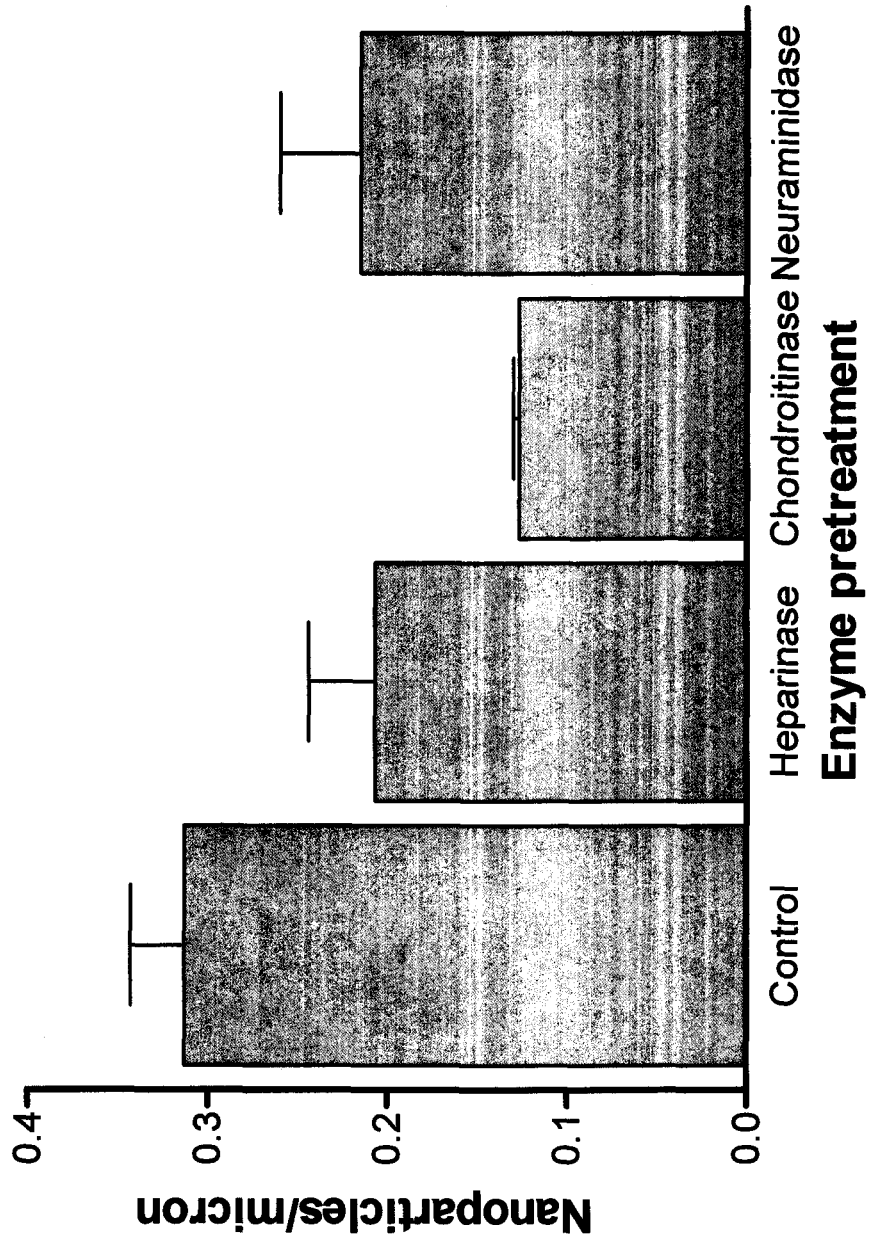 Nanoparticles/micron
0.4
0.3
0.2
0.1
0.0
Control
Heparinase
Chondroitinase
Neuraminidase
Enzyme pretreatment